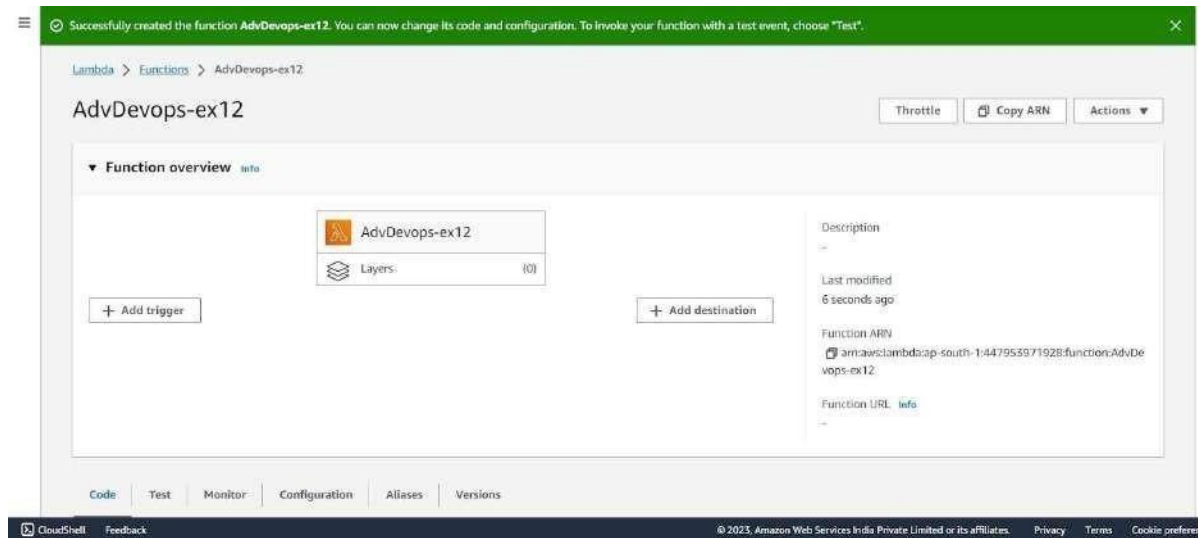 Successfully created the function AdvDevops-ex12. You can now change its code and configuration. To invoke your function with a test event, choose "Test".
Lambda > Functions > AdvDevops-ex12
AdvDevops-ex12
Throttle
Copy ARN
Actions
Function overview Info
AdvDevops-ex12
Layers (0)
+ Add trigger
+ Add destination
Description
-
Last modified
6 seconds ago
Function ARN
arn:aws:lambda:ap-south-1:447953971928:function:AdvDe
vops-ex12
Function URL Info
-
Code Test Monitor Configuration Aliases Versions
CloudShell Feedback © 2023, Amazon Web Services India Private Limited or its affiliates. Privacy Terms Cookie prefere